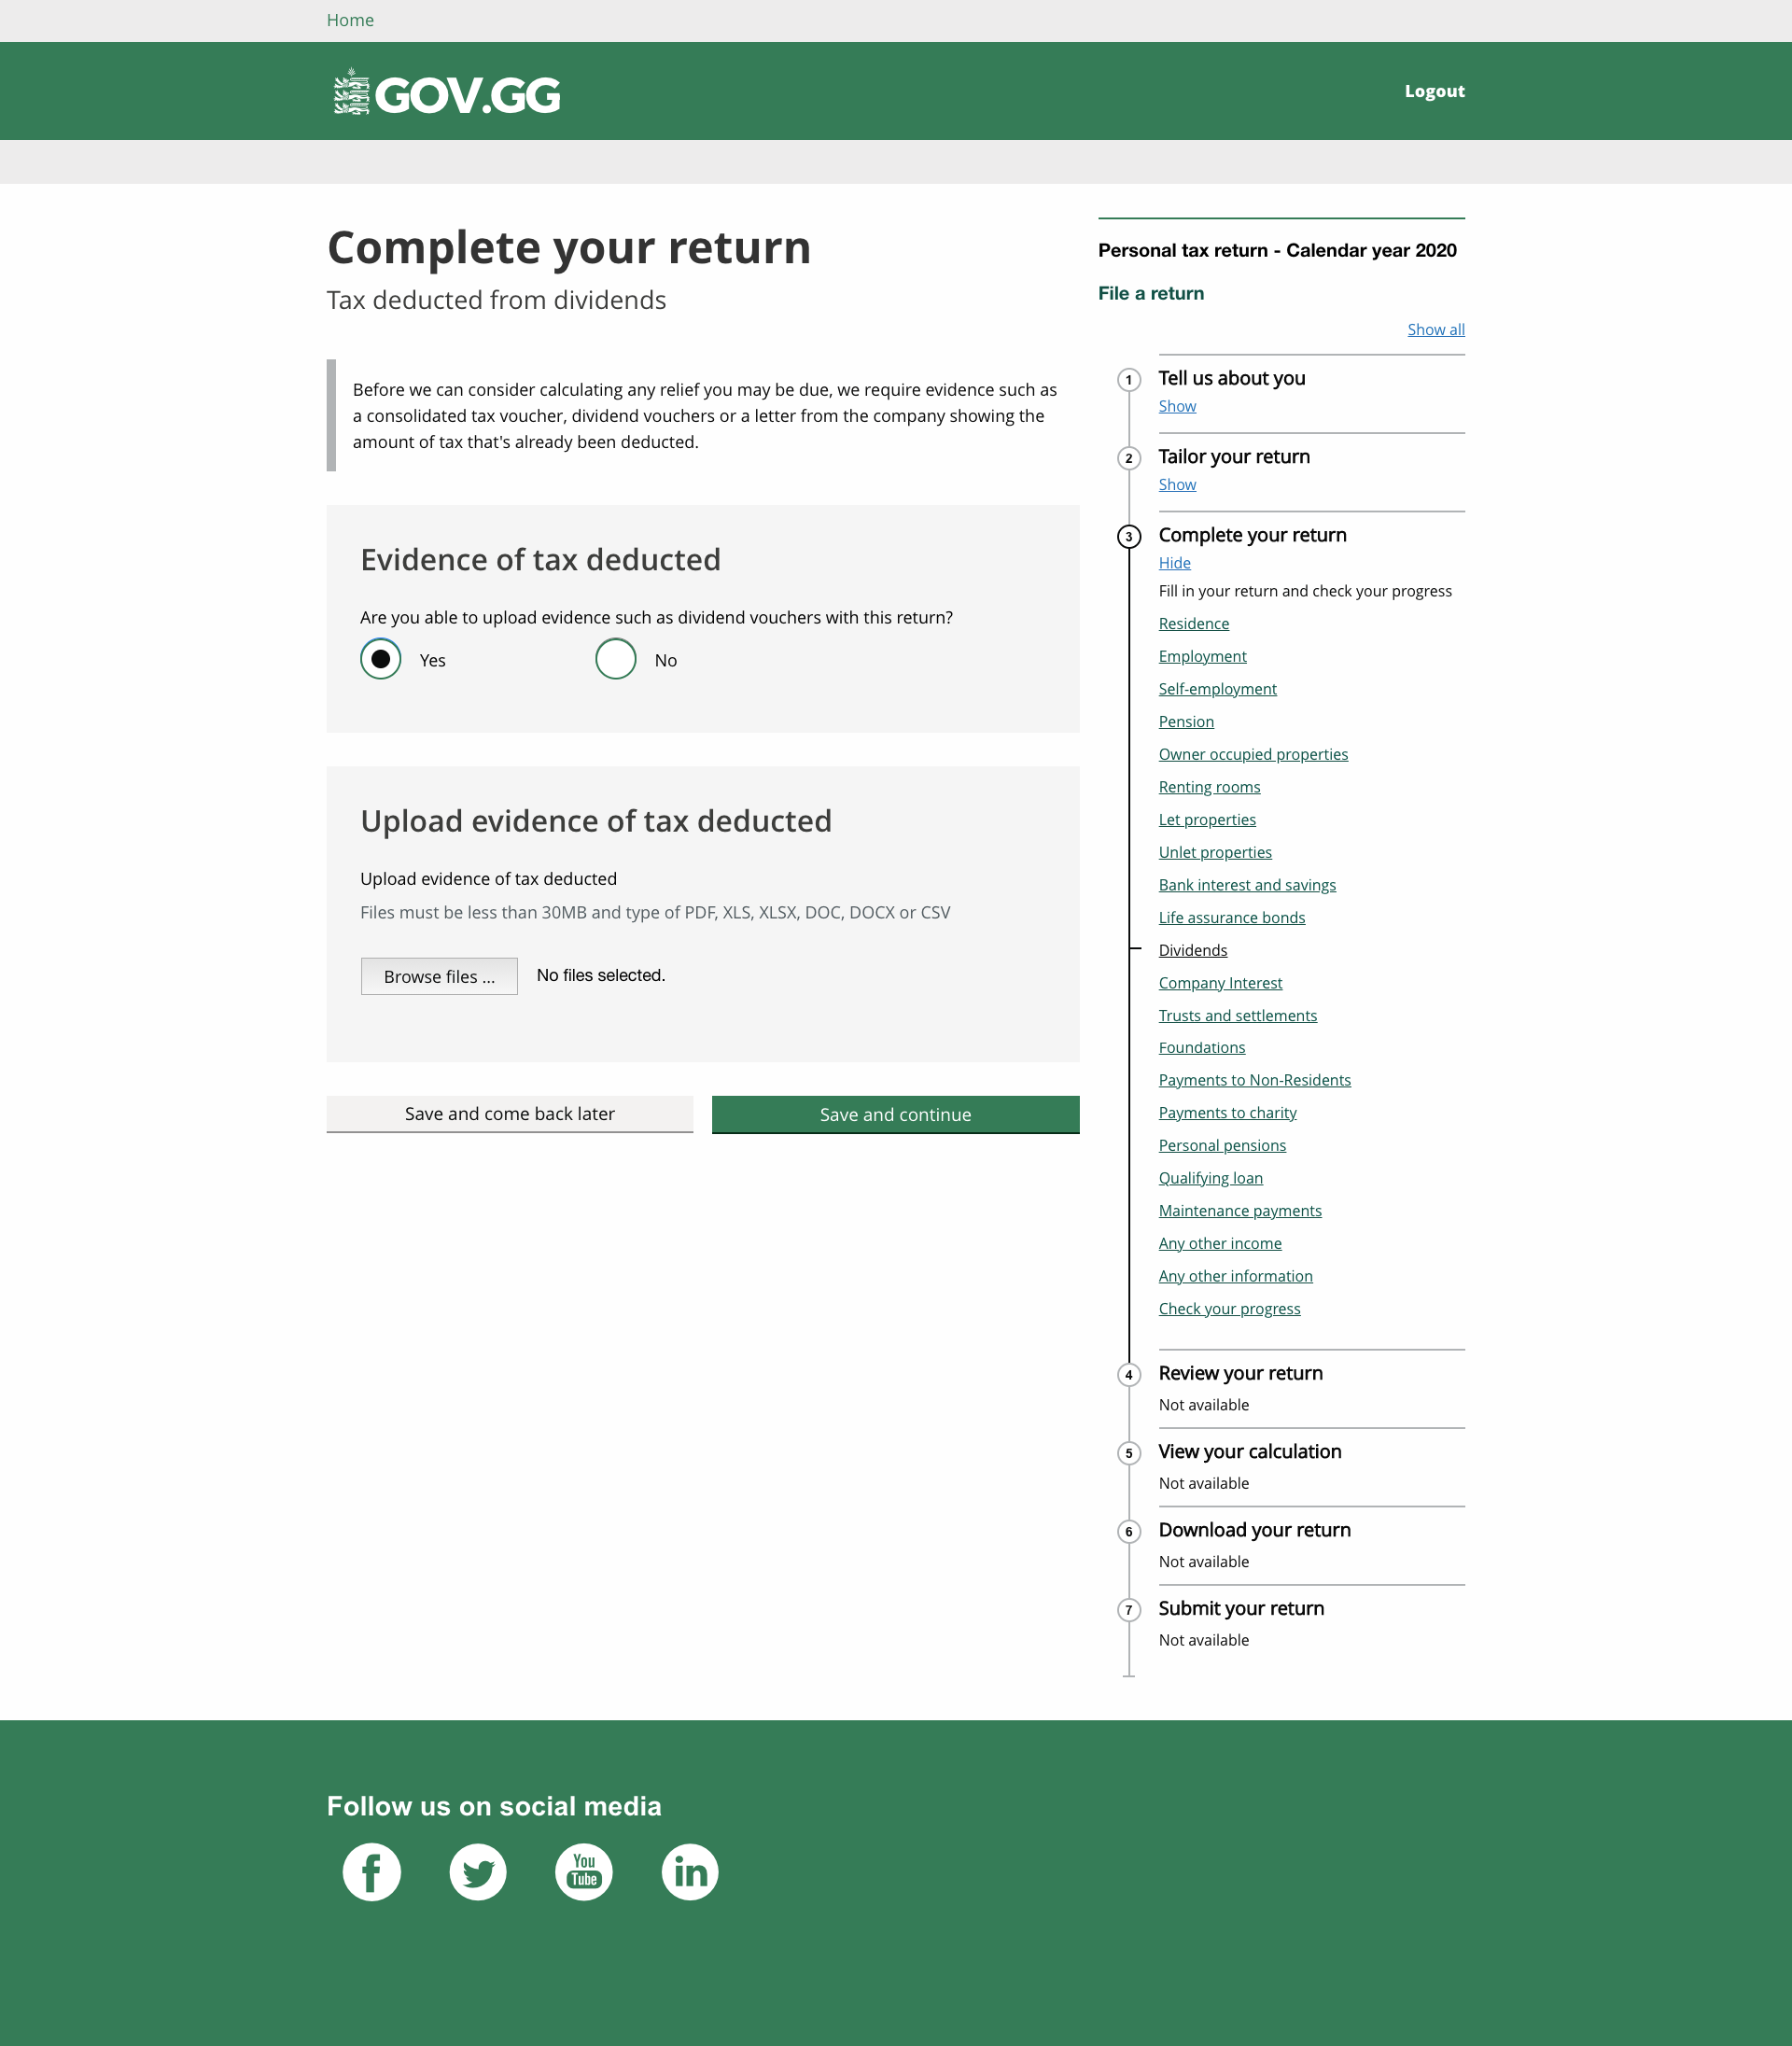 Home
GOV.GG
Logout
Complete your return
Tax deducted from dividends
Before we can consider calculating any relief you may be due, we require evidence such as
a consolidated tax voucher, dividend vouchers or a letter from the company showing the
amount of tax that's already been deducted.
Evidence of tax deducted
Are you able to upload evidence such as dividend vouchers with this return?
Yes
No
Upload evidence of tax deducted
Upload evidence of tax deducted
Files must be less than 30MB and type of PDF, XLS, XLSX, DOC, DOCX or CSV
Browse files ...
No files selected.
Save and come back later
Save and continue
Personal tax return - Calendar year 2020
File a return
Show all
1
Tell us about you
Show
2
Tailor your return
Show
3
Complete your return
Hide
Fill in your return and check your progress
Residence
Employment
Self-employment
Pension
Owner occupied properties
Renting rooms
Let properties
Unlet properties
Bank interest and savings
Life assurance bonds
Dividends
Company Interest
Trusts and settlements
Foundations
Payments to Non-Residents
Payments to charity
Personal pensions
Qualifying loan
Maintenance payments
Any other income
Any other information
Check your progress
4
Review your return
Not available
5
View your calculation
Not available
6
Download your return
Not available
7
Submit your return
Not available
Follow us on social media
f
You
Tube
in